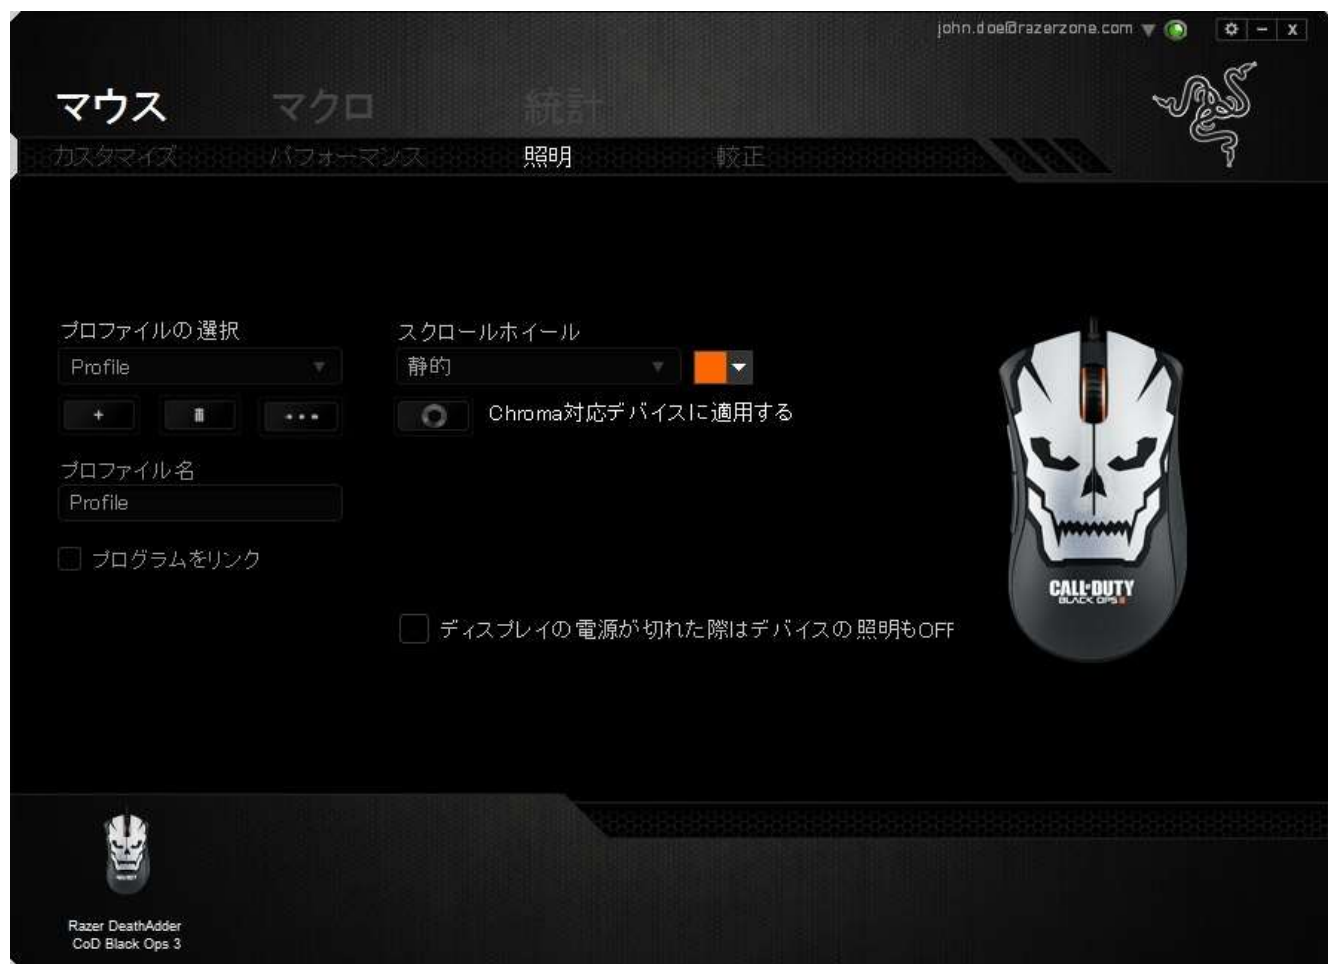 john.doe@razerzone.com
マウス マクロ 統計
カスタマイズ パフォーマンス 照明 較正
プロファイルの選択
Profile
プロファイル名
Profile
プログラムをリンク
スクロールホイール
静的
Chroma対応デバイスに適用する
ディスプレイの電源が切れた際はデバイスの照明もOFF
CALL OF DUTY
BLACK OPS III
Razer DeathAdder
CoD Black Ops 3